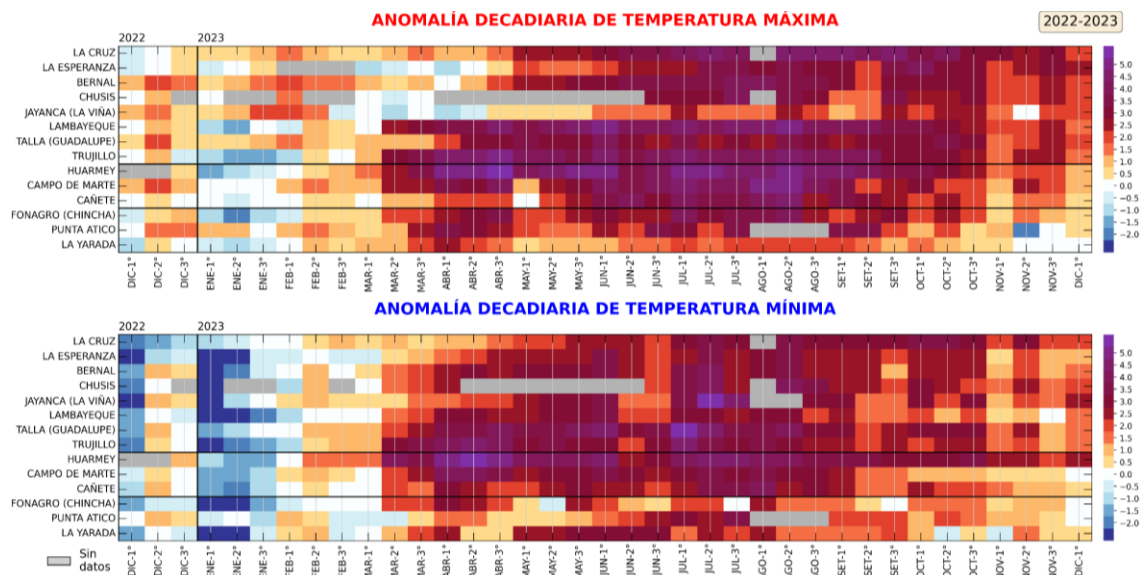 ANOMALÍA DECADIARIA DE TEMPERATURA MÁXIMA
2022-2023
2022 2023
LA CRUZ
LA ESPERANZA
BERNAL
CHUSIS
JAYANCA (LA VIÑA)
LAMBAYEQUE
TALLA (GUADALUPE)
TRUJILLO
HUARMEY
CAMPO DE MARTE
CAÑETE
FONAGRO (CHINCHA)
PUNTA ATICO
LA YARADA
DIC-1° DIC-2° DIC-3° ENE-1° ENE-2° ENE-3° FEB-1° FEB-2° FEB-3° MAR-1° MAR-2° MAR-3° ABR-1° ABR-2° ABR-3° MAY-1° MAY-2° MAY-3° JUN-1° JUN-2° JUN-3° JUL-1° JUL-2° JUL-3° AGO-1° AGO-2° AGO-3° SET-1° SET-2° SET-3° OCT-1° OCT-2° OCT-3° NOV-1° NOV-2° NOV-3° DIC-1°
5.0
4.5
4.0
3.5
3.0
2.5
2.0
1.5
1.0
0.5
0.0
−0.5
−1.0
−1.5
−2.0
ANOMALÍA DECADIARIA DE TEMPERATURA MÍNIMA
2022 2023
LA CRUZ
LA ESPERANZA
BERNAL
CHUSIS
JAYANCA (LA VIÑA)
LAMBAYEQUE
TALLA (GUADALUPE)
TRUJILLO
HUARMEY
CAMPO DE MARTE
CAÑETE
FONAGRO (CHINCHA)
PUNTA ATICO
LA YARADA
DIC-1° DIC-2° DIC-3° ENE-1° ENE-2° ENE-3° FEB-1° FEB-2° FEB-3° MAR-1° MAR-2° MAR-3° ABR-1° ABR-2° ABR-3° MAY-1° MAY-2° MAY-3° JUN-1° JUN-2° JUN-3° JUL-1° JUL-2° JUL-3° AGO-1° AGO-2° AGO-3° SET-1° SET-2° SET-3° OCT-1° OCT-2° OCT-3° NOV-1° NOV-2° NOV-3° DIC-1°
5.0
4.5
4.0
3.5
3.0
2.5
2.0
1.5
1.0
0.5
0.0
−0.5
−1.0
−1.5
−2.0
Sin
datos